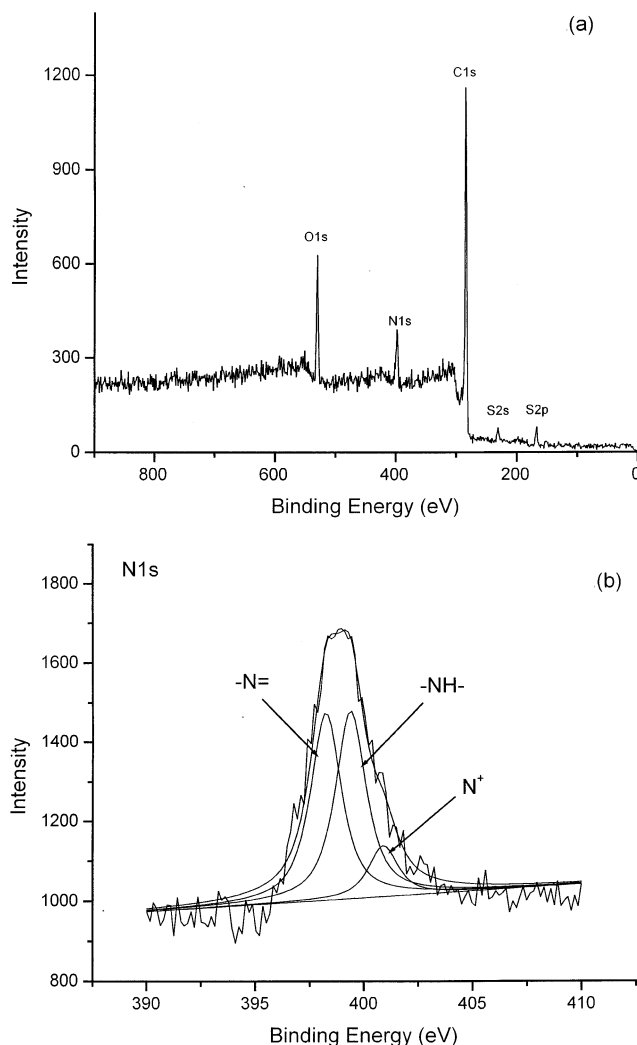 (a)
1200
900
600
300
0
C1s
O1s
N1s
S2s
S2p
800
600
400
200
0
Intensity
Binding Energy (eV)
N1s
(b)
1800
1600
1400
1200
1000
800
-N=
-NH-
N+
390
395
400
405
410
Intensity
Binding Energy (eV)